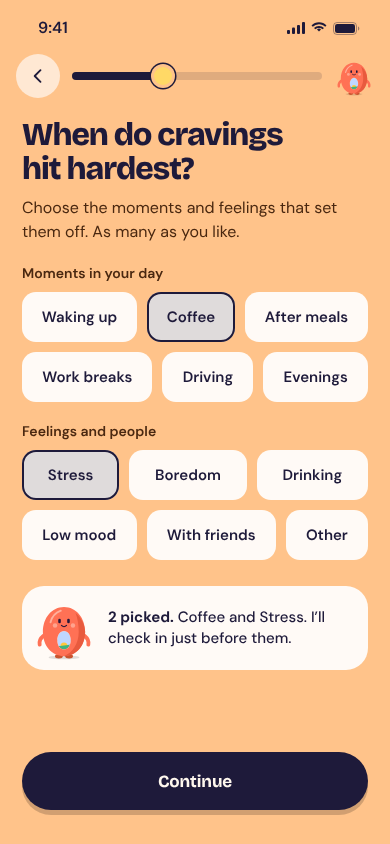 9:41
When do cravings
hit hardest?
Choose the moments and feelings that set
them off. As many as you like.
Moments in your day
Waking up
Coffee
After meals
Work breaks
Driving
Evenings
Feelings and people
Stress
Boredom
Drinking
Low mood
With friends
Other
2 picked. Coffee and Stress. I’ll
check in just before them.
Continue